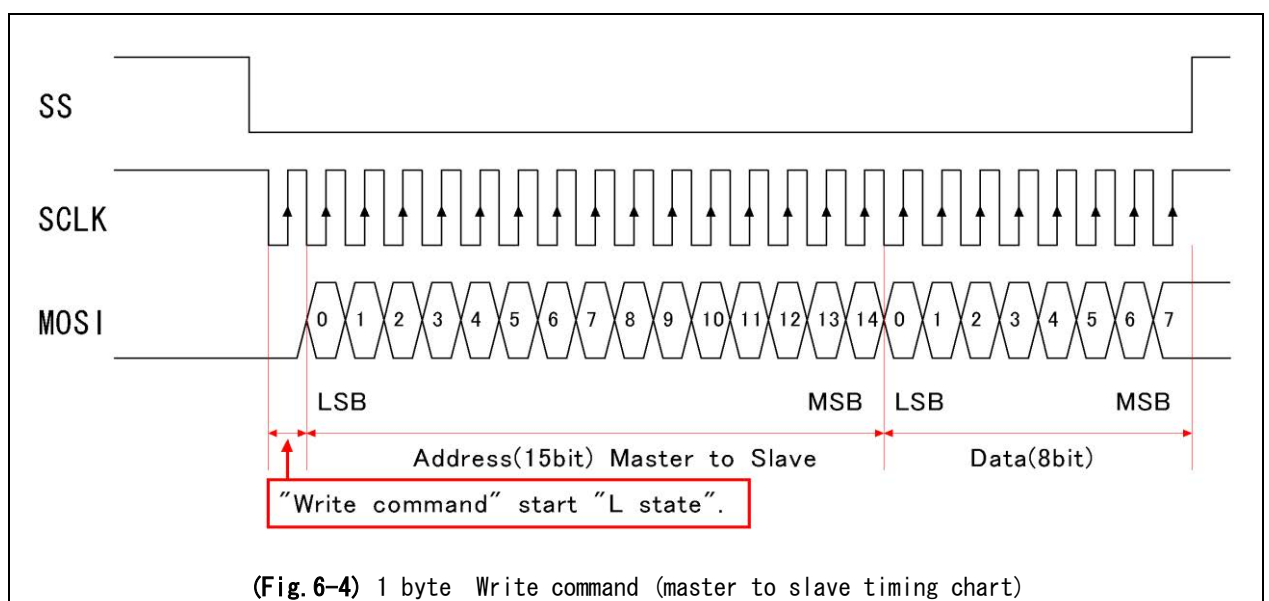 SS
SCLK
MOSI
0 1 2 3 4 5 6 7 8 9 10 11 12 13 14 0 1 2 3 4 5 6 7
LSB MSB LSB MSB
Address(15bit) Master to Slave Data(8bit)
"Write command" start "L state".
(Fig.6-4) 1 byte Write command (master to slave timing chart)